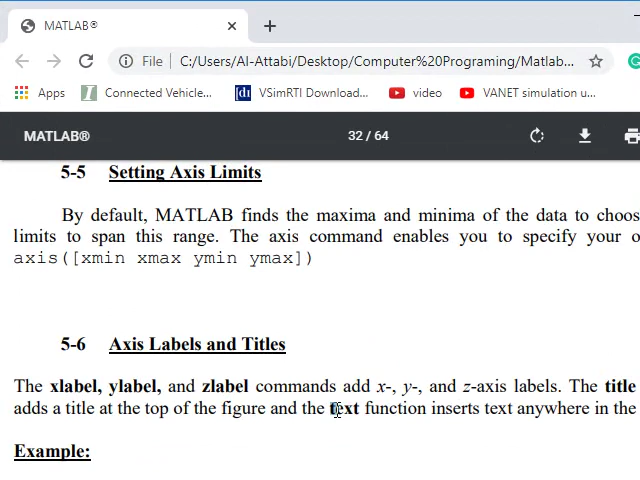 MATLAB®
File C:/Users/Al-Attabi/Desktop/Computer%20Programing/Matlab...
Apps Connected Vehicle... VSimRTI Download... video VANET simulation u...
MATLAB® 32 / 64
5-5 Setting Axis Limits
By default, MATLAB finds the maxima and minima of the data to choos
limits to span this range. The axis command enables you to specify your o
axis([xmin xmax ymin ymax])
5-6 Axis Labels and Titles
The xlabel, ylabel, and zlabel commands add x-, y-, and z-axis labels. The title
adds a title at the top of the figure and the text function inserts text anywhere in the
Example: